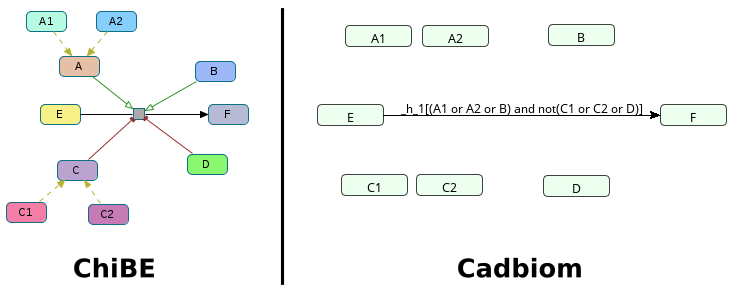 A1 A2
A
B
E F
C D
C1 C2
ChiBE
A1 A2 B
E _h_1[(A1 or A2 or B) and not(C1 or C2 or D)] F
C1 C2 D
Cadbiom